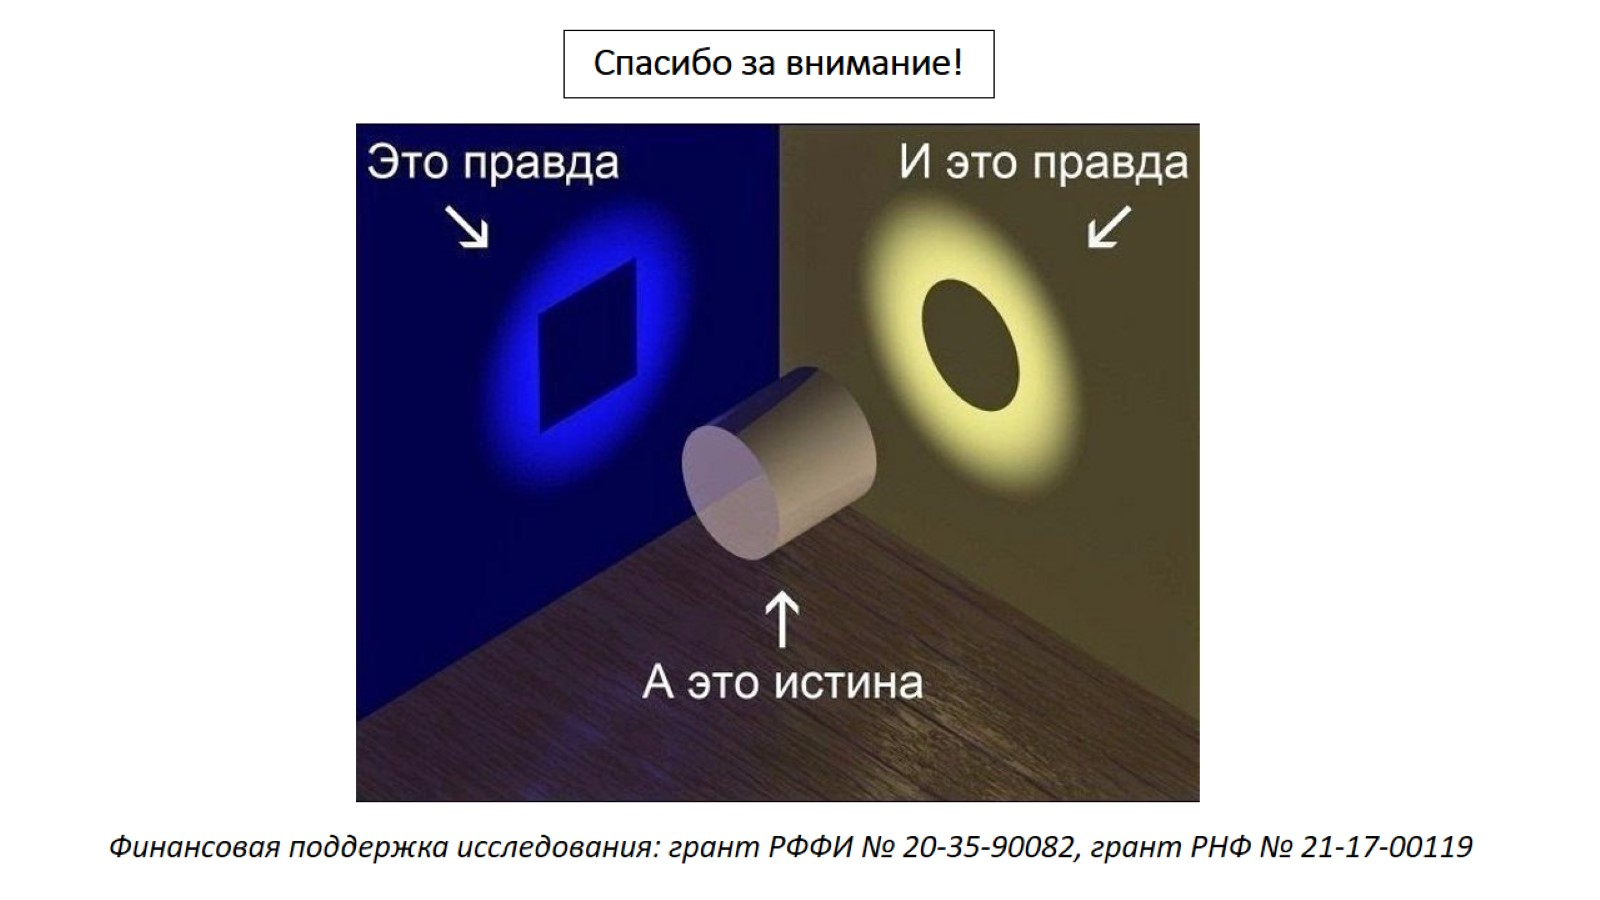 Спасибо за внимание!
Это правда
И это правда
А это истина
Финансовая поддержка исследования: грант РФФИ № 20-35-90082, грант РНФ № 21-17-00119